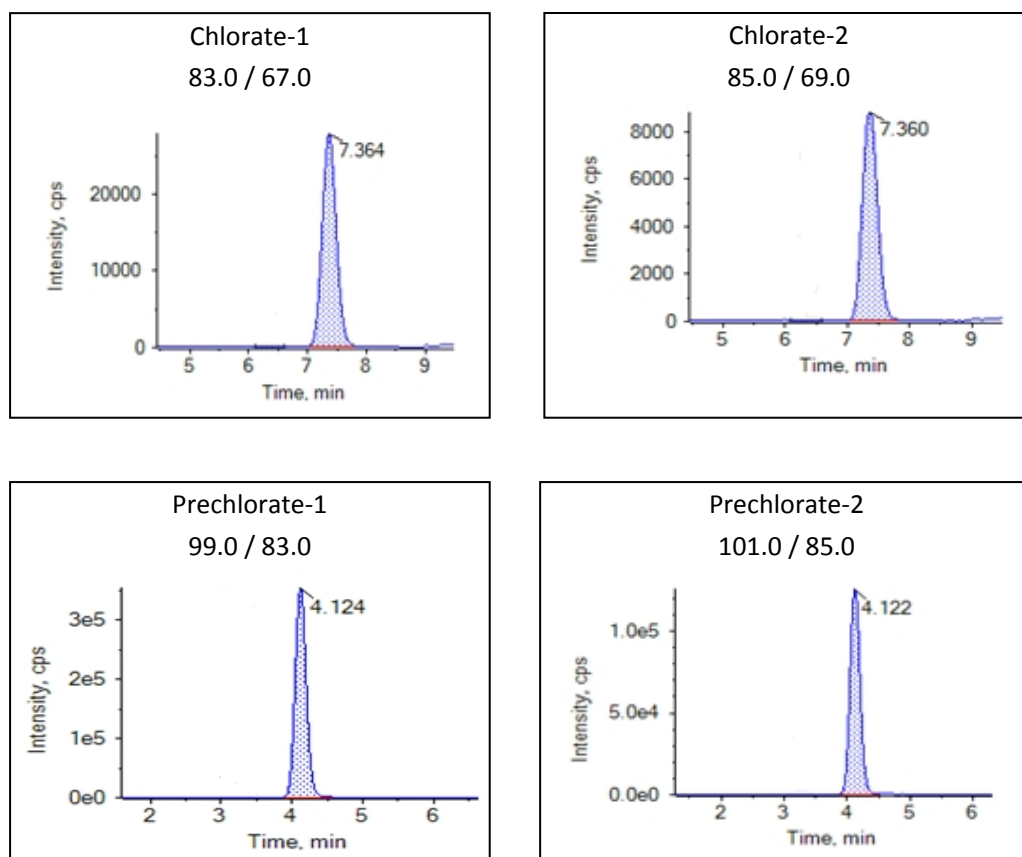 Chlorate-1
83.0 / 67.0
7.364
20000
10000
0
Intensity, cps
5 6 7 8 9
Time, min
Chlorate-2
85.0 / 69.0
7.360
8000
6000
4000
2000
0
Intensity, cps
5 6 7 8 9
Time, min
Prechlorate-1
99.0 / 83.0
4.124
3e5
2e5
1e5
0e0
Intensity, cps
2 3 4 5 6
Time, min
Prechlorate-2
101.0 / 85.0
4.122
1.0e5
5.0e4
0.0e0
Intensity, cps
2 3 4 5 6
Time, min